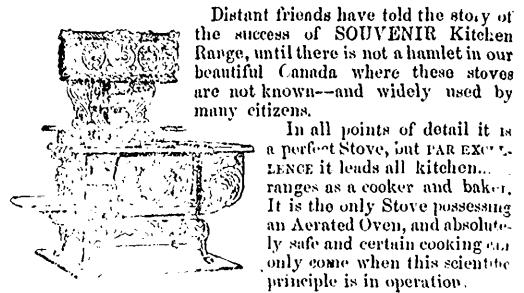 Distant friends have told the story of
the success of SOUVENIR Kitchen
Range, until there is not a hamlet in our
beautiful Canada where these stoves
are not known--and widely used by
many citizens.
In all points of detail it is
a perfect Stove, but PAR EXCEL-
LENCE it leads all kitchen
ranges as a cooker and baker.
It is the only Stove possessing
an Aerated Oven, and absolute-
ly safe and certain cooking can
only come when this scientific
principle is in operation.